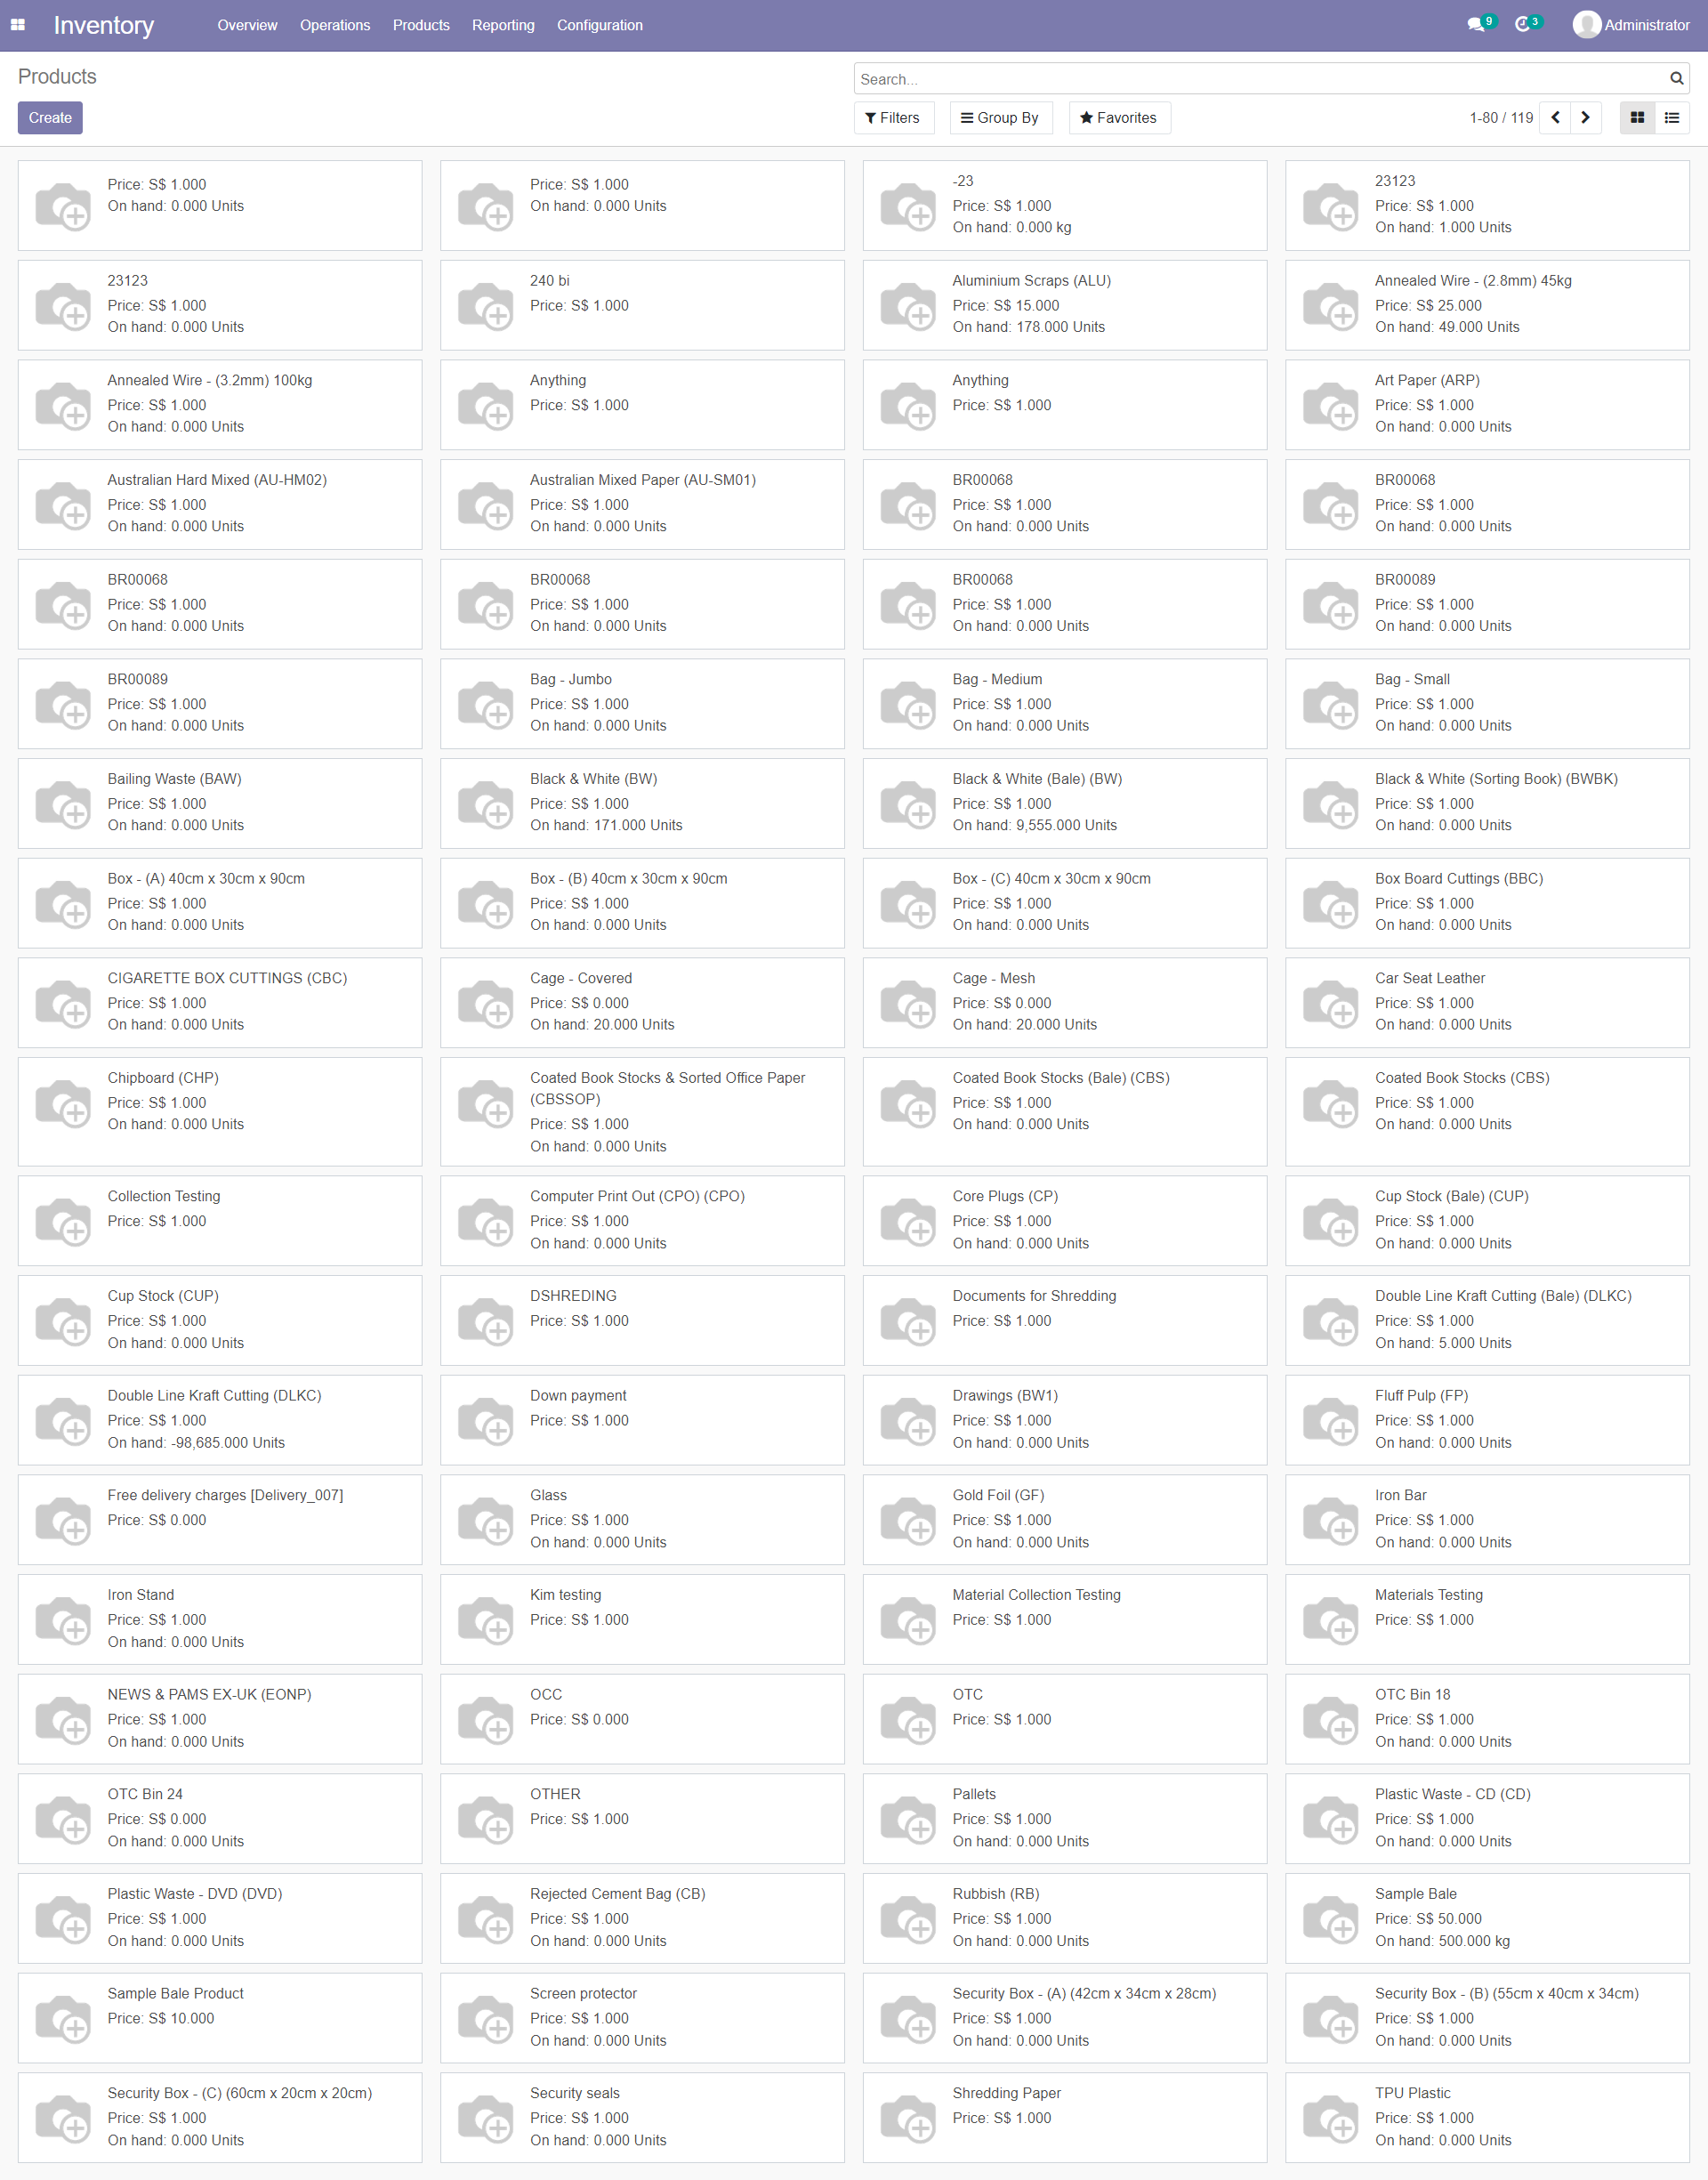 Inventory
Overview
Operations
Products
Reporting
Configuration
9
3
Administrator
Products
Search...
Create
Filters
Group By
Favorites
1-80 / 119
Price: S$ 1.000
On hand: 0.000 Units
Price: S$ 1.000
On hand: 0.000 Units
-23
Price: S$ 1.000
On hand: 0.000 kg
23123
Price: S$ 1.000
On hand: 1.000 Units
23123
Price: S$ 1.000
On hand: 0.000 Units
240 bi
Price: S$ 1.000
Aluminium Scraps (ALU)
Price: S$ 15.000
On hand: 178.000 Units
Annealed Wire - (2.8mm) 45kg
Price: S$ 25.000
On hand: 49.000 Units
Annealed Wire - (3.2mm) 100kg
Price: S$ 1.000
On hand: 0.000 Units
Anything
Price: S$ 1.000
Anything
Price: S$ 1.000
Art Paper (ARP)
Price: S$ 1.000
On hand: 0.000 Units
Australian Hard Mixed (AU-HM02)
Price: S$ 1.000
On hand: 0.000 Units
Australian Mixed Paper (AU-SM01)
Price: S$ 1.000
On hand: 0.000 Units
BR00068
Price: S$ 1.000
On hand: 0.000 Units
BR00068
Price: S$ 1.000
On hand: 0.000 Units
BR00068
Price: S$ 1.000
On hand: 0.000 Units
BR00068
Price: S$ 1.000
On hand: 0.000 Units
BR00068
Price: S$ 1.000
On hand: 0.000 Units
BR00089
Price: S$ 1.000
On hand: 0.000 Units
BR00089
Price: S$ 1.000
On hand: 0.000 Units
Bag - Jumbo
Price: S$ 1.000
On hand: 0.000 Units
Bag - Medium
Price: S$ 1.000
On hand: 0.000 Units
Bag - Small
Price: S$ 1.000
On hand: 0.000 Units
Bailing Waste (BAW)
Price: S$ 1.000
On hand: 0.000 Units
Black & White (BW)
Price: S$ 1.000
On hand: 171.000 Units
Black & White (Bale) (BW)
Price: S$ 1.000
On hand: 9,555.000 Units
Black & White (Sorting Book) (BWBK)
Price: S$ 1.000
On hand: 0.000 Units
Box - (A) 40cm x 30cm x 90cm
Price: S$ 1.000
On hand: 0.000 Units
Box - (B) 40cm x 30cm x 90cm
Price: S$ 1.000
On hand: 0.000 Units
Box - (C) 40cm x 30cm x 90cm
Price: S$ 1.000
On hand: 0.000 Units
Box Board Cuttings (BBC)
Price: S$ 1.000
On hand: 0.000 Units
CIGARETTE BOX CUTTINGS (CBC)
Price: S$ 1.000
On hand: 0.000 Units
Cage - Covered
Price: S$ 0.000
On hand: 20.000 Units
Cage - Mesh
Price: S$ 0.000
On hand: 20.000 Units
Car Seat Leather
Price: S$ 1.000
On hand: 0.000 Units
Chipboard (CHP)
Price: S$ 1.000
On hand: 0.000 Units
Coated Book Stocks & Sorted Office Paper
(CBSSOP)
Price: S$ 1.000
On hand: 0.000 Units
Coated Book Stocks (Bale) (CBS)
Price: S$ 1.000
On hand: 0.000 Units
Coated Book Stocks (CBS)
Price: S$ 1.000
On hand: 0.000 Units
Collection Testing
Price: S$ 1.000
Computer Print Out (CPO) (CPO)
Price: S$ 1.000
On hand: 0.000 Units
Core Plugs (CP)
Price: S$ 1.000
On hand: 0.000 Units
Cup Stock (Bale) (CUP)
Price: S$ 1.000
On hand: 0.000 Units
Cup Stock (CUP)
Price: S$ 1.000
On hand: 0.000 Units
DSHREDING
Price: S$ 1.000
Documents for Shredding
Price: S$ 1.000
Double Line Kraft Cutting (Bale) (DLKC)
Price: S$ 1.000
On hand: 5.000 Units
Double Line Kraft Cutting (DLKC)
Price: S$ 1.000
On hand: -98,685.000 Units
Down payment
Price: S$ 1.000
Drawings (BW1)
Price: S$ 1.000
On hand: 0.000 Units
Fluff Pulp (FP)
Price: S$ 1.000
On hand: 0.000 Units
Free delivery charges [Delivery_007]
Price: S$ 0.000
Glass
Price: S$ 1.000
On hand: 0.000 Units
Gold Foil (GF)
Price: S$ 1.000
On hand: 0.000 Units
Iron Bar
Price: S$ 1.000
On hand: 0.000 Units
Iron Stand
Price: S$ 1.000
On hand: 0.000 Units
Kim testing
Price: S$ 1.000
Material Collection Testing
Price: S$ 1.000
Materials Testing
Price: S$ 1.000
NEWS & PAMS EX-UK (EONP)
Price: S$ 1.000
On hand: 0.000 Units
OCC
Price: S$ 0.000
OTC
Price: S$ 1.000
OTC Bin 18
Price: S$ 1.000
On hand: 0.000 Units
OTC Bin 24
Price: S$ 0.000
On hand: 0.000 Units
OTHER
Price: S$ 1.000
Pallets
Price: S$ 1.000
On hand: 0.000 Units
Plastic Waste - CD (CD)
Price: S$ 1.000
On hand: 0.000 Units
Plastic Waste - DVD (DVD)
Price: S$ 1.000
On hand: 0.000 Units
Rejected Cement Bag (CB)
Price: S$ 1.000
On hand: 0.000 Units
Rubbish (RB)
Price: S$ 1.000
On hand: 0.000 Units
Sample Bale
Price: S$ 50.000
On hand: 500.000 kg
Sample Bale Product
Price: S$ 10.000
Screen protector
Price: S$ 1.000
On hand: 0.000 Units
Security Box - (A) (42cm x 34cm x 28cm)
Price: S$ 1.000
On hand: 0.000 Units
Security Box - (B) (55cm x 40cm x 34cm)
Price: S$ 1.000
On hand: 0.000 Units
Security Box - (C) (60cm x 20cm x 20cm)
Price: S$ 1.000
On hand: 0.000 Units
Security seals
Price: S$ 1.000
On hand: 0.000 Units
Shredding Paper
Price: S$ 1.000
TPU Plastic
Price: S$ 1.000
On hand: 0.000 Units